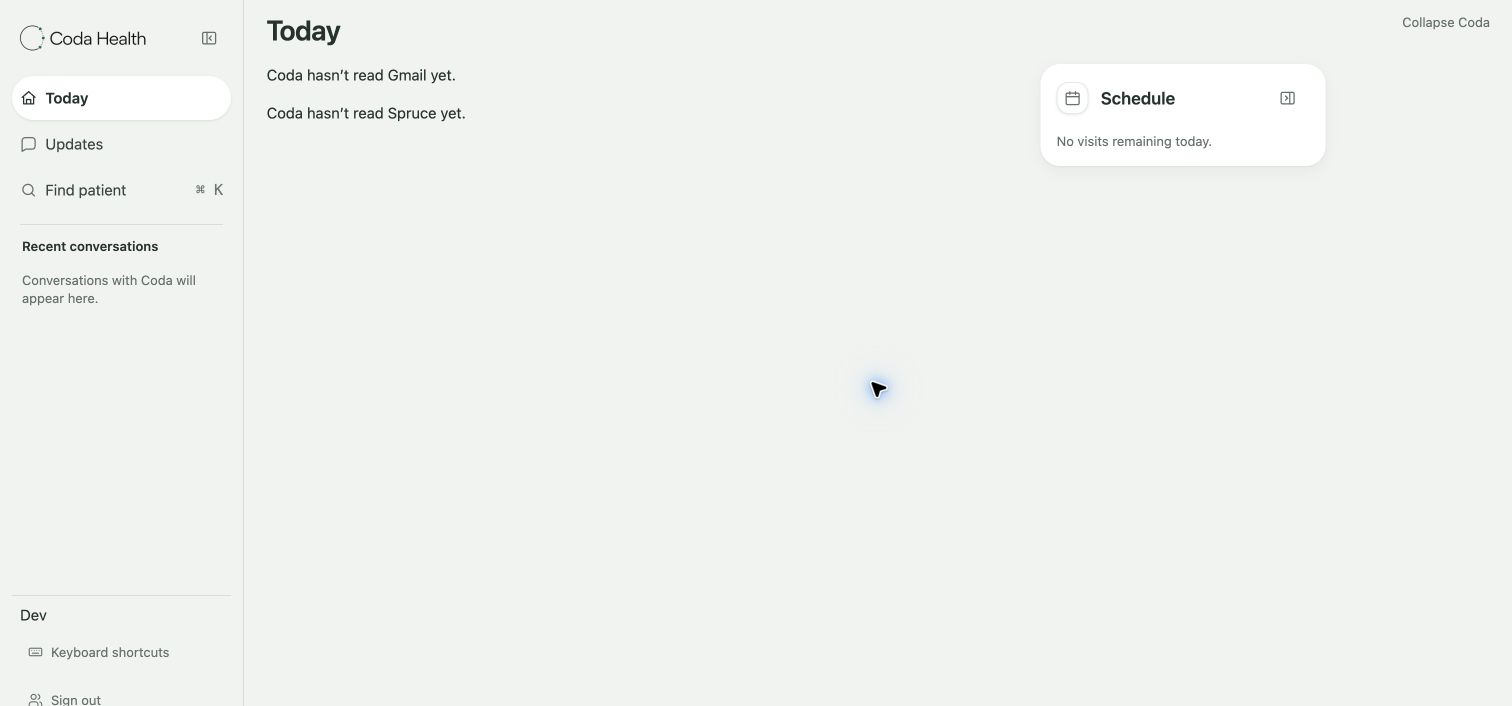 Coda Health
Today
Updates
Find patient ⌘ K
Recent conversations
Conversations with Coda will
appear here.
Dev
Keyboard shortcuts
Sign out
Today
Coda hasn’t read Gmail yet.
Coda hasn’t read Spruce yet.
Collapse Coda
Schedule
No visits remaining today.